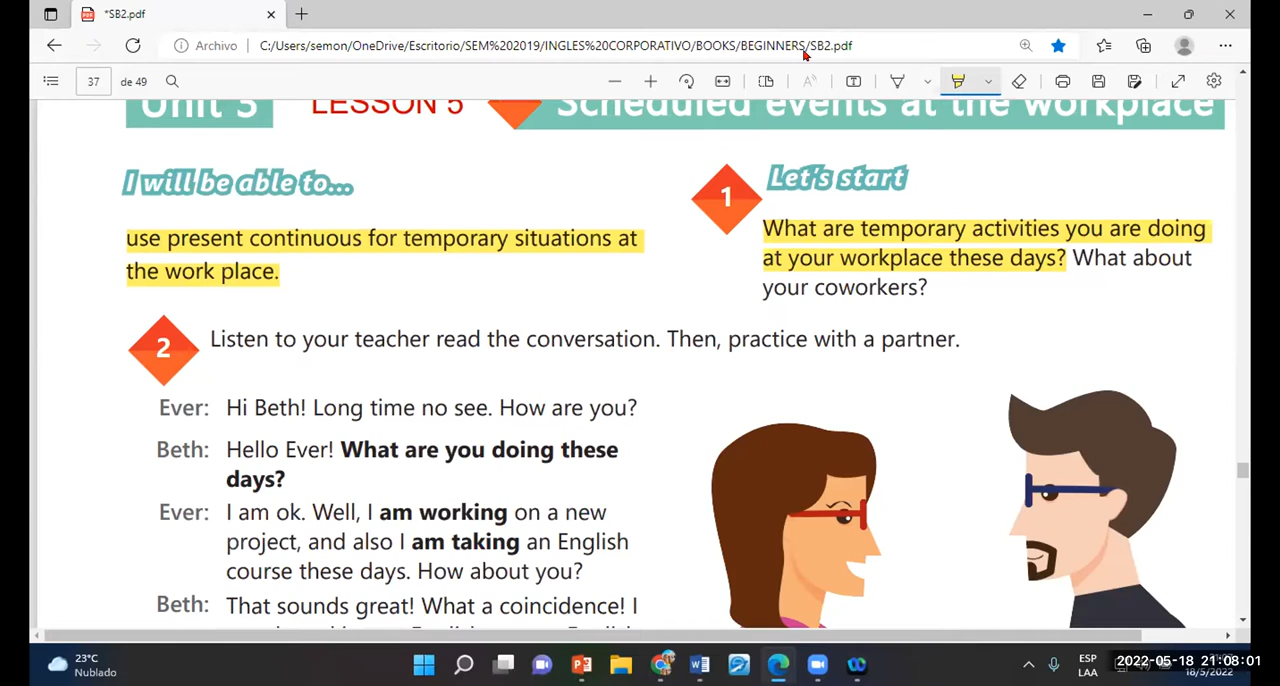 *SB2.pdf
Archivo C:/Users/semon/OneDrive/Escritorio/SEM%202019/INGLES%20CORPORATIVO/BOOKS/BEGINNERS/SB2.pdf
37 de 49
Unit 3 LESSON 5 Scheduled events at the workplace
I will be able to...
use present continuous for temporary situations at
the work place.
1 Let's start
What are temporary activities you are doing
at your workplace these days? What about
your coworkers?
2 Listen to your teacher read the conversation. Then, practice with a partner.
Ever: Hi Beth! Long time no see. How are you?
Beth: Hello Ever! What are you doing these
days?
Ever: I am ok. Well, I am working on a new
project, and also I am taking an English
course these days. How about you?
Beth: That sounds great! What a coincidence! I
23°C
Nublado
ESP
LAA
2022-05-18 21:08:01
18/5/2022